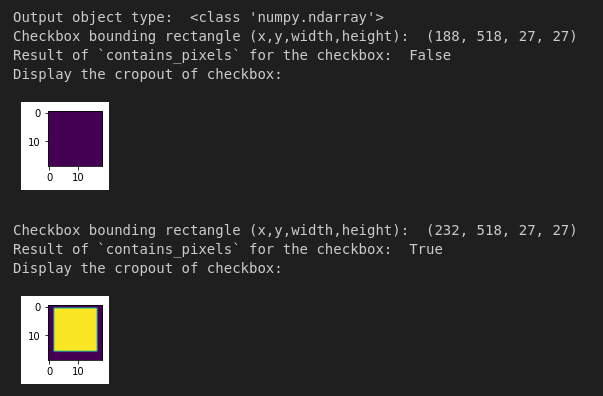 Output object type:  <class 'numpy.ndarray'>
Checkbox bounding rectangle (x,y,width,height):  (188, 518, 27, 27)
Result of `contains_pixels` for the checkbox:  False
Display the cropout of checkbox:
0
10
0 10
Checkbox bounding rectangle (x,y,width,height):  (232, 518, 27, 27)
Result of `contains_pixels` for the checkbox:  True
Display the cropout of checkbox:
0
10
0 10